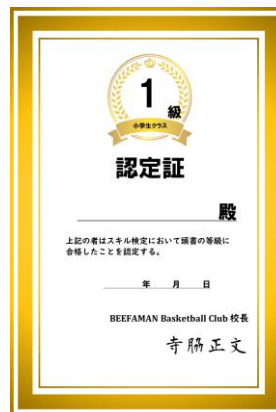 1
級
小学生クラス
認定証
殿
上記の者はスキル検定において頭書の等級に
合格したことを認定する。
年 月 日
BEEFAMAN Basketball Club 校長
寺脇正文